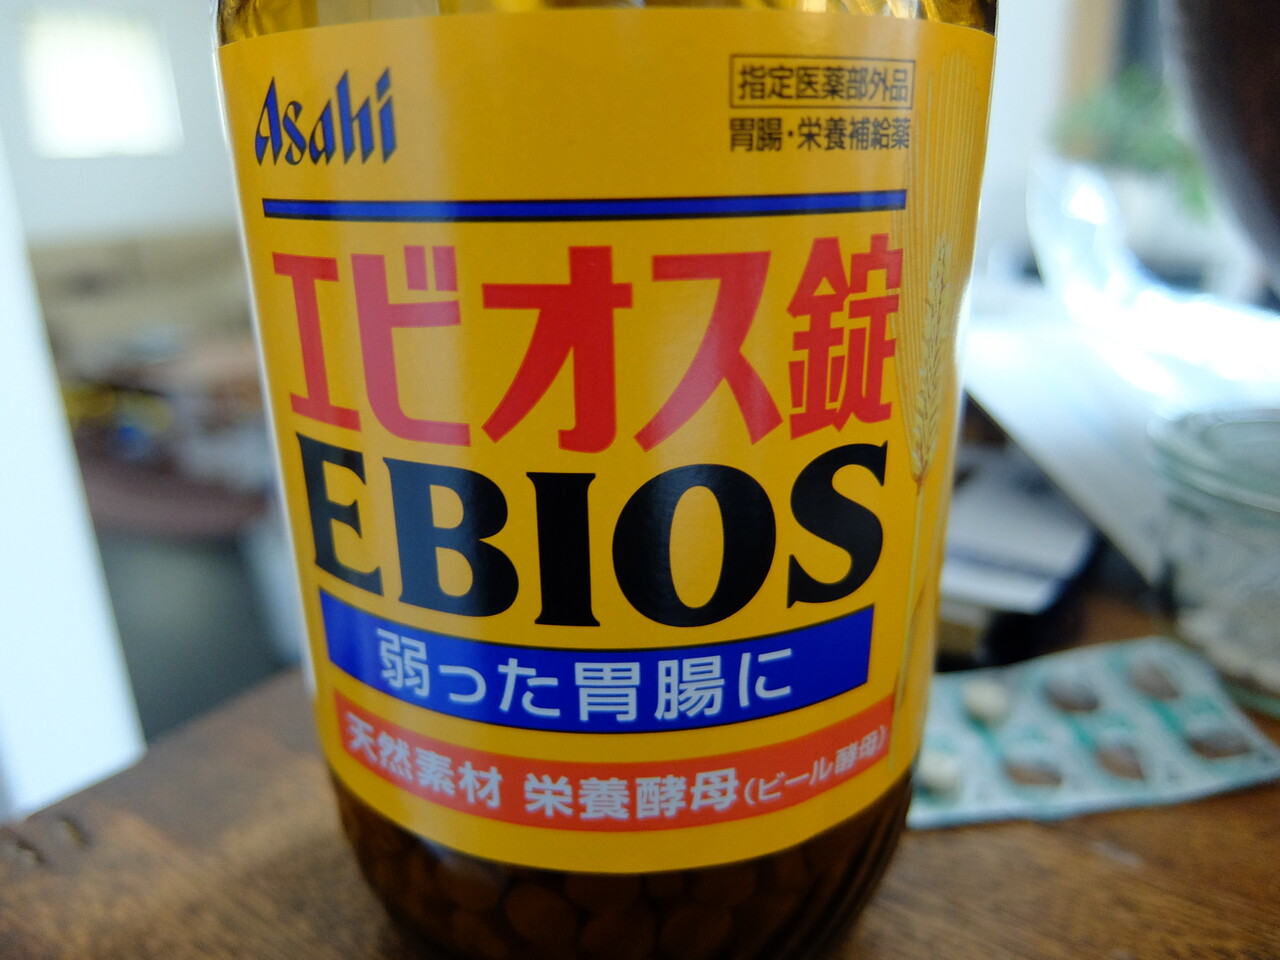 Asahi
指定医薬部外品
胃腸・栄養補給薬
エビオス錠
EBIOS
弱った胃腸に
天然素材 栄養酵母(ビール酵母)